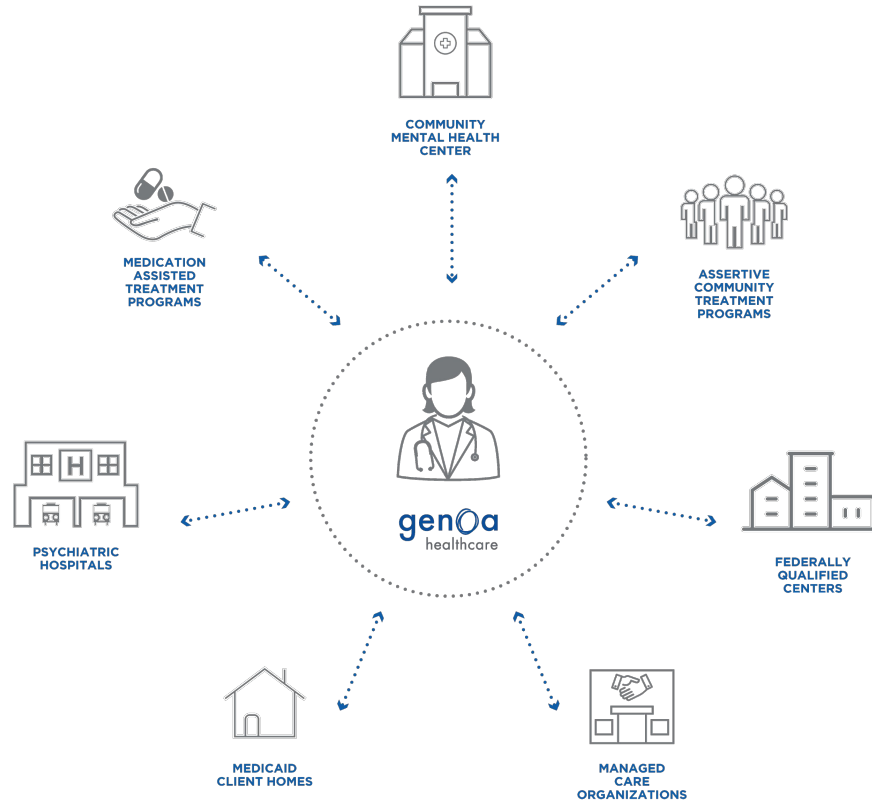 COMMUNITY
MENTAL HEALTH
CENTER
MEDICATION
ASSISTED
TREATMENT
PROGRAMS
ASSERTIVE
COMMUNITY
TREATMENT
PROGRAMS
H
genOa
healthcare
PSYCHIATRIC
HOSPITALS
FEDERALLY
QUALIFIED
CENTERS
MEDICAID
CLIENT HOMES
MANAGED
CARE
ORGANIZATIONS